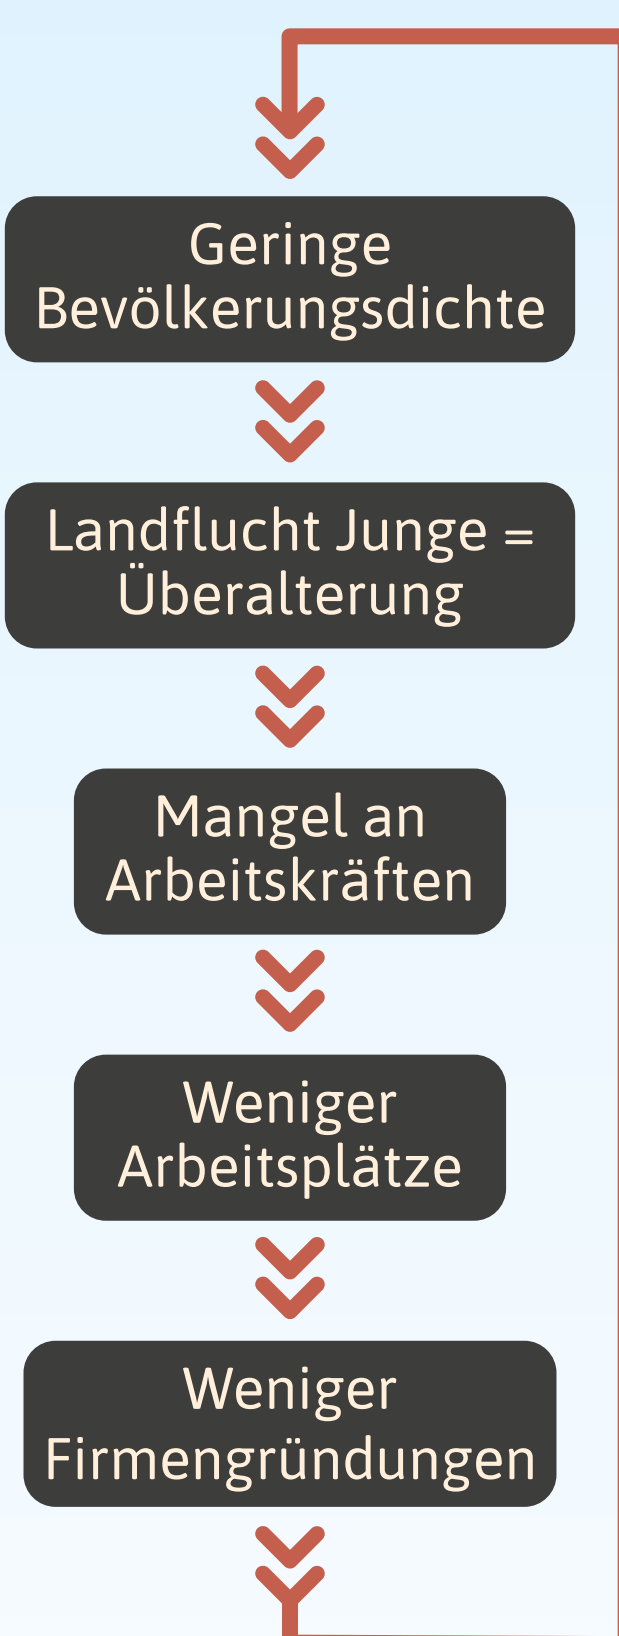 Geringe
Bevölkerungsdichte
Landflucht Junge =
Überalterung
Mangel an
Arbeitskräften
Weniger
Arbeitsplätze
Weniger
Firmengründungen